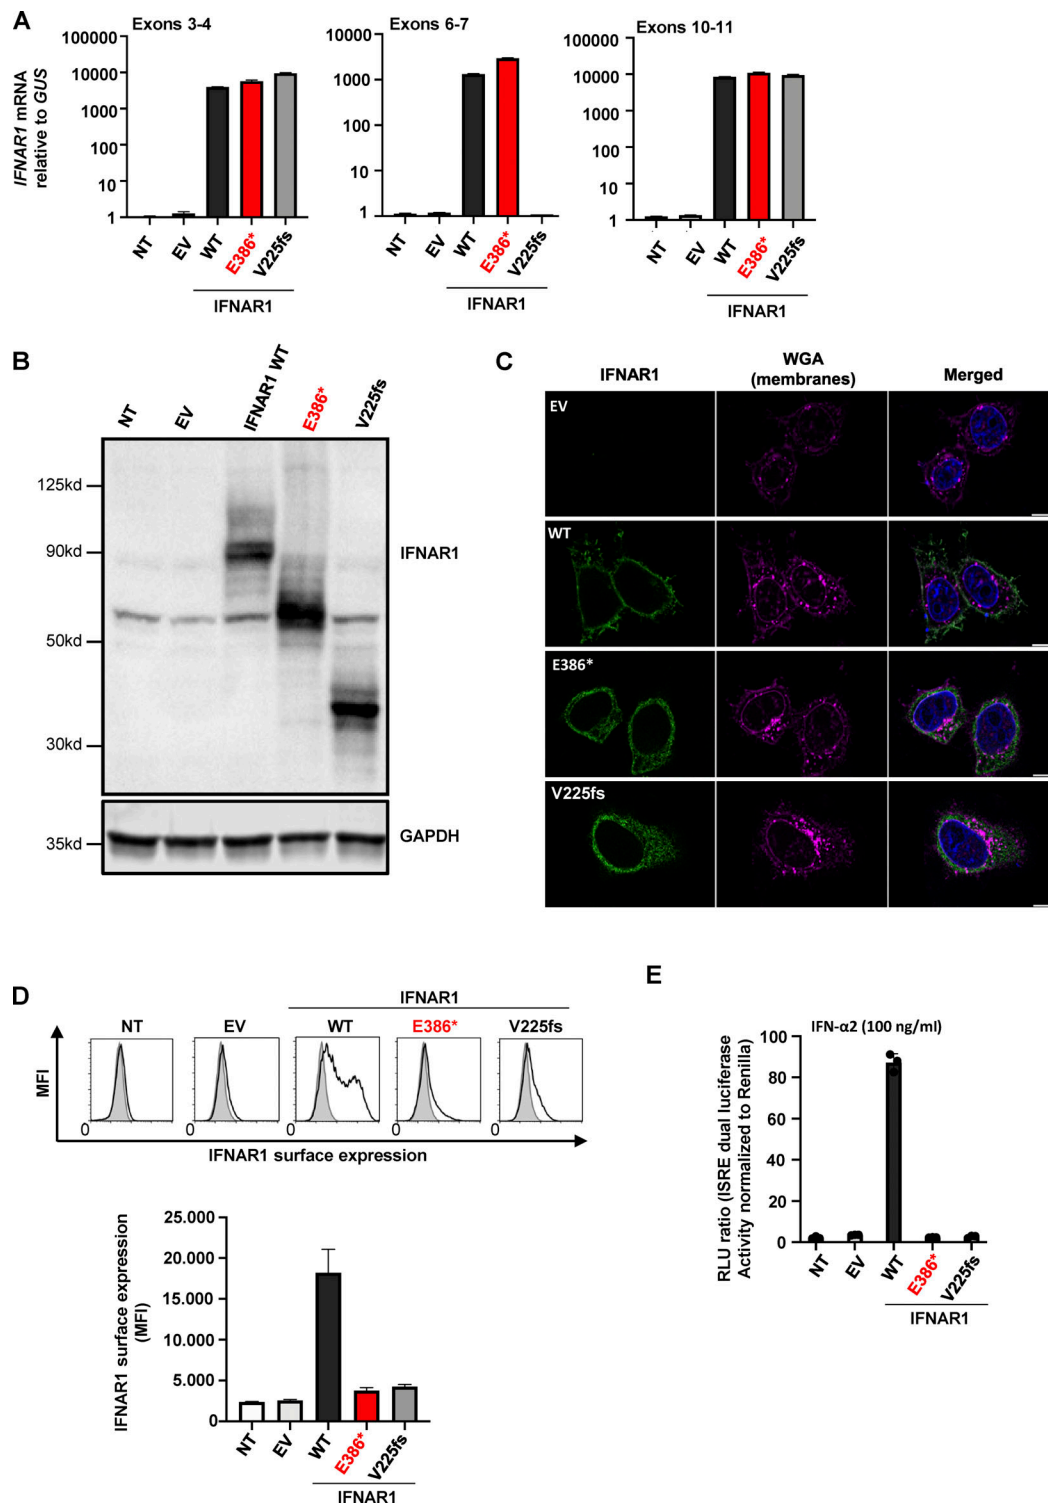 A
Exons 3-4
Exons 6-7
Exons 10-11
IFNAR1 mRNA
relative to GUS
100000
10000
1000
100
10
1
NT
EV
WT
E386*
V225fs
IFNAR1
10000
1000
100
10
1
NT
EV
WT
E386*
V225fs
IFNAR1
100000
10000
1000
100
10
1
NT
EV
WT
E386*
V225fs
IFNAR1
B
NT
EV
IFNAR1 WT
E386*
V225fs
125kd
90kd
50kd
30kd
IFNAR1
35kd
GAPDH
C
IFNAR1
WGA
(membranes)
Merged
EV
WT
E386*
V225fs
D
IFNAR1
NT
EV
WT
E386*
V225fs
MFI
0
0
0
0
0
IFNAR1 surface expression
IFNAR1 surface expression
(MFI)
25.000
20.000
15.000
10.000
5.000
0
NT
EV
WT
E386*
V225fs
IFNAR1
E
IFN-α2 (100 ng/ml)
RLU ratio (ISRE dual luciferase
Activity normalized to Renilla)
100
80
60
40
20
0
NT
EV
WT
E386*
V225fs
IFNAR1